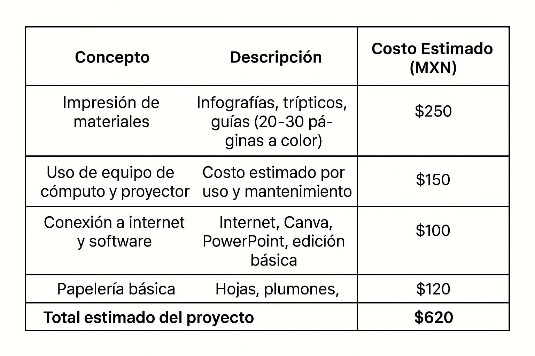 Concepto Descripción Costo Estimado
(MXN)
Impresión de Infografías, trípticos, $250
materiales guías (20-30 pá-
ginas a color)
Uso de equipo de Costo estimado por $150
cómputo y proyector uso y mantenimiento
Conexión a internet Internet, Canva, $100
y software PowerPoint, edición
básica
Papelería básica Hojas, plumones, $120
Total estimado del proyecto $620